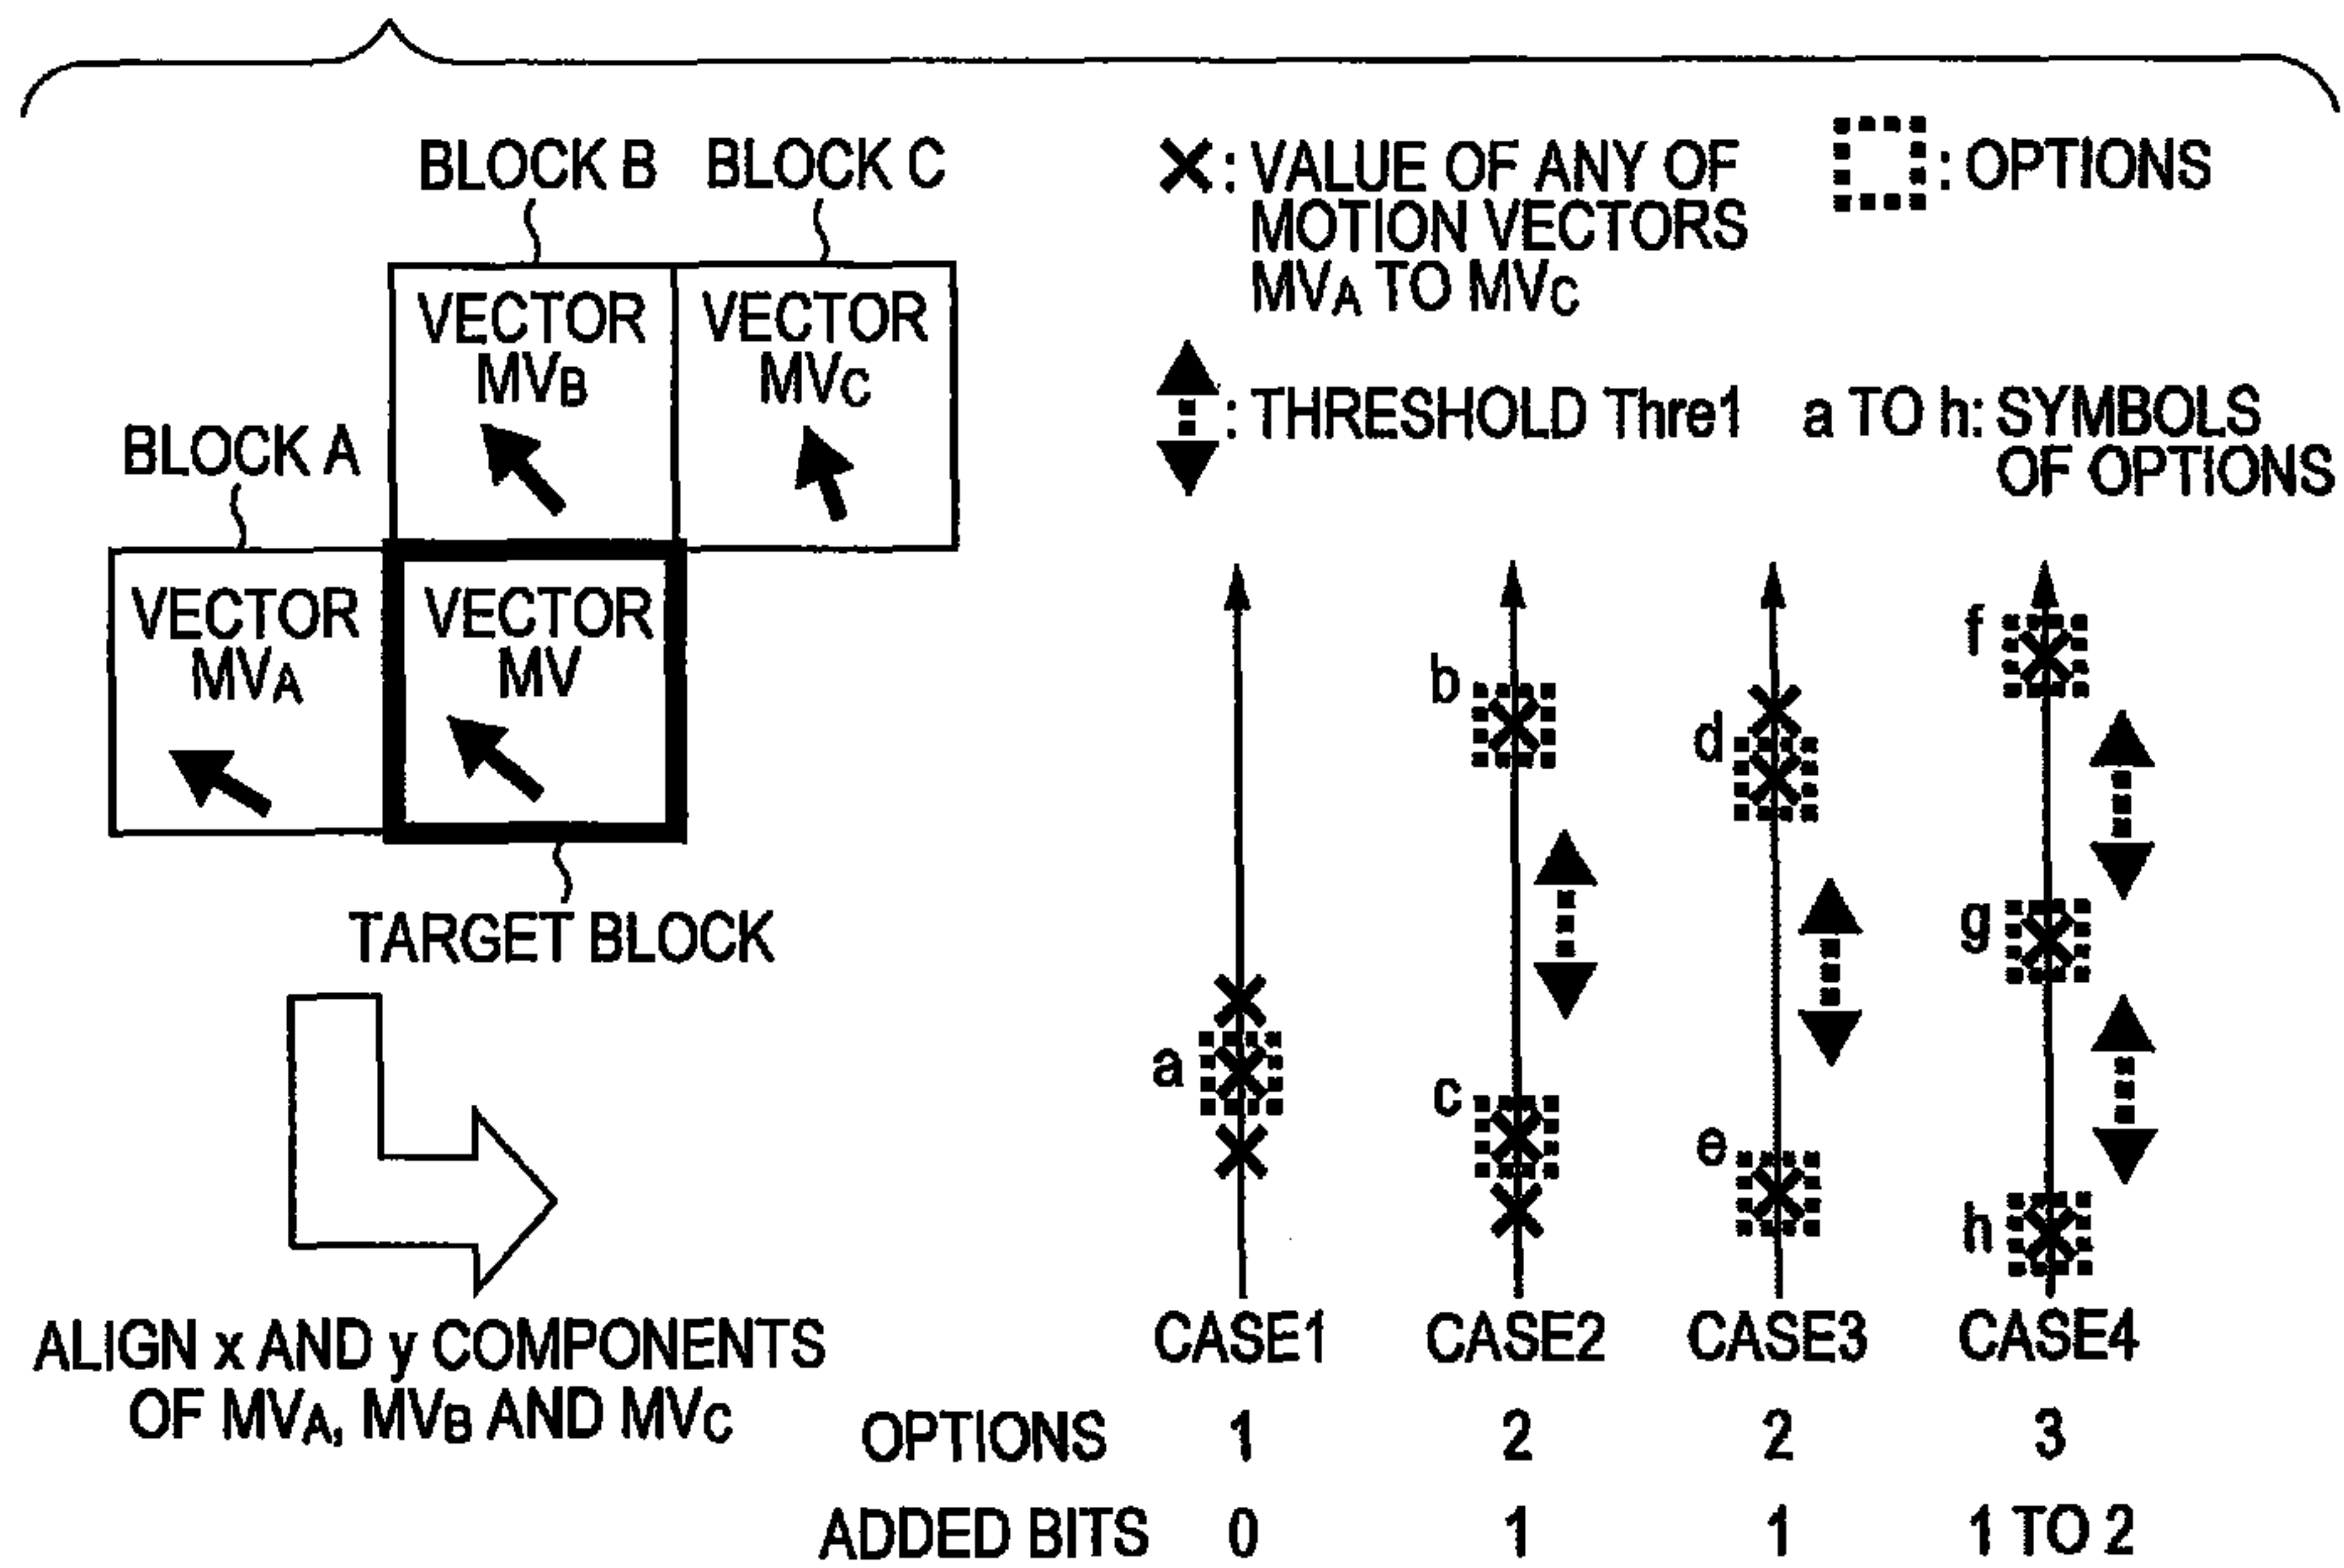 BLOCK B
BLOCK C
VECTOR
MVB
VECTOR
MVC
BLOCK A
VECTOR
MVA
VECTOR
MV
TARGET BLOCK
ALIGN x AND y COMPONENTS
OF MVA, MVB AND MVC
: VALUE OF ANY OF
MOTION VECTORS
MVA TO MVC
: OPTIONS
: THRESHOLD Thre1
a TO h: SYMBOLS
OF OPTIONS
a
b
c
d
e
f
g
h
CASE1 CASE2 CASE3 CASE4
OPTIONS 1 2 2 3
ADDED BITS 0 1 1 1 TO 2